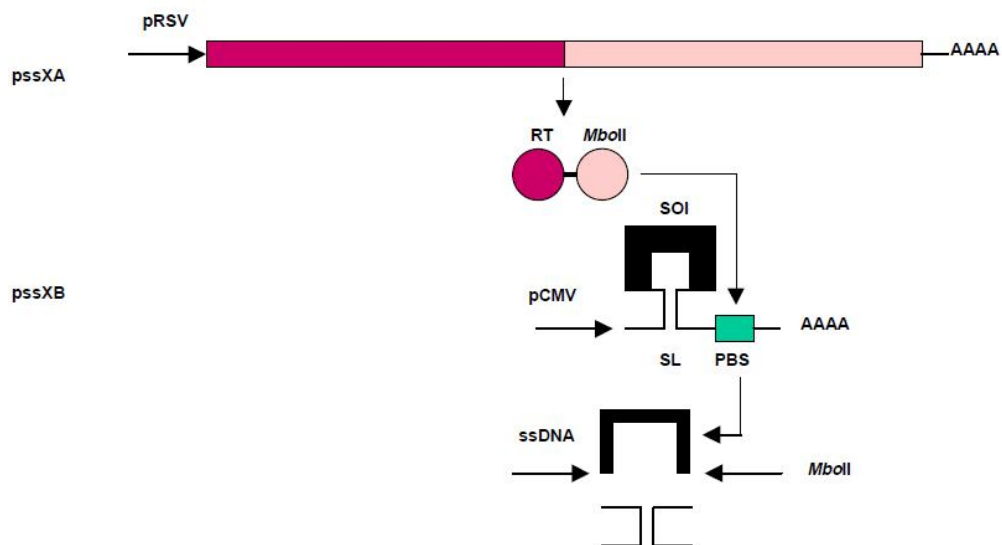 pRSV
AAAA
pssXA
RT MboII
SOI
pssXB
pCMV
AAAA
SL PBS
ssDNA
MboII